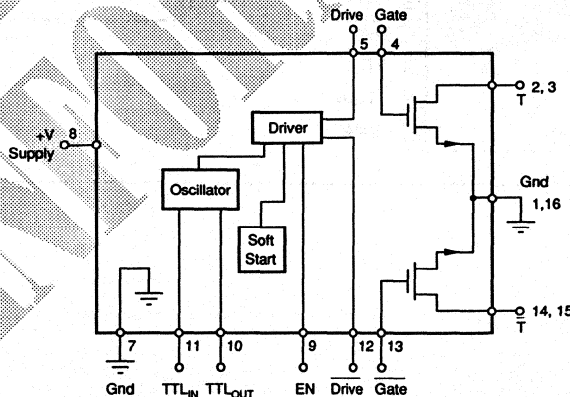 Drive Gate
5 4
2, 3
T
+V
Supply
8
Driver
Oscillator
Gnd
1,16
Soft
Start
14, 15
T
7 11 10 9 12 13
Gnd TTLIN TTLOUT EN Drive Gate